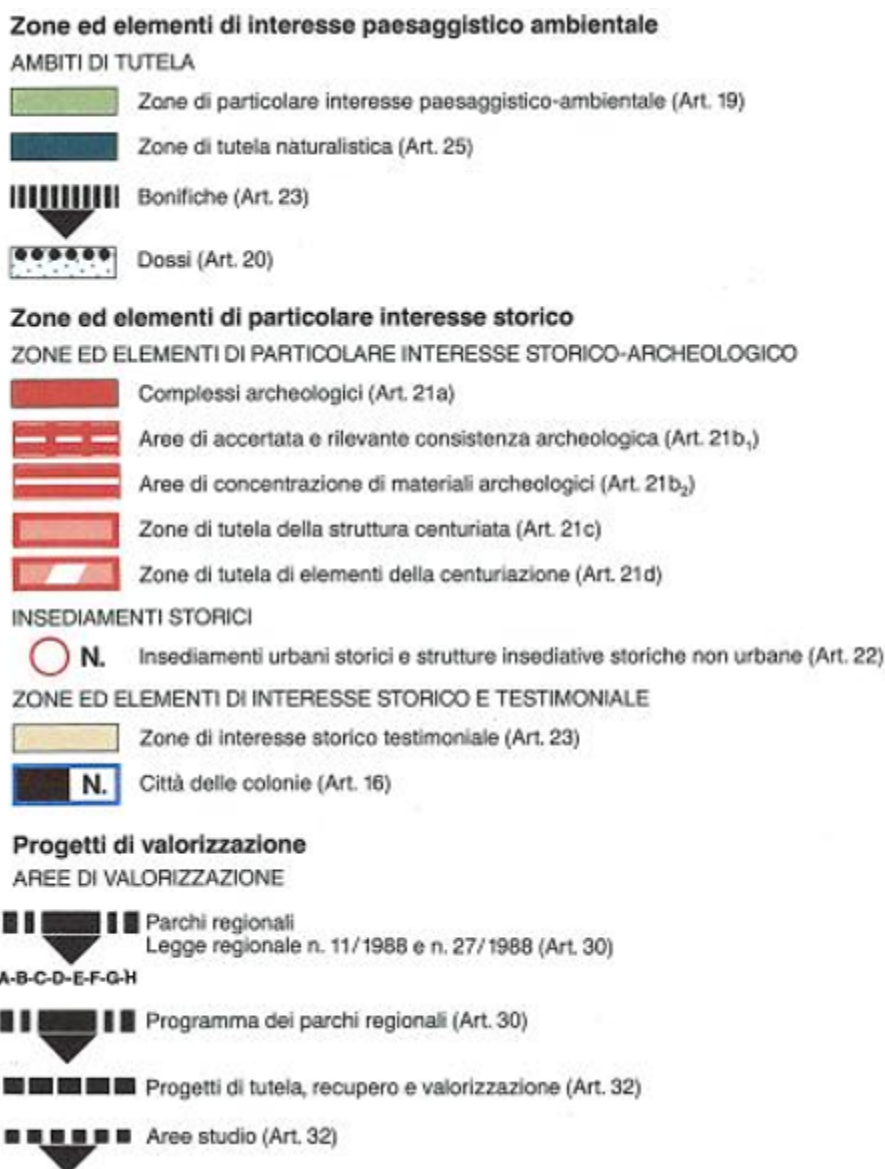 Zone ed elementi di interesse paesaggistico ambientale
AMBITI DI TUTELA
Zone di particolare interesse paesaggistico-ambientale (Art. 19)
Zone di tutela naturalistica (Art. 25)
Bonifiche (Art. 23)
Dossi (Art. 20)
Zone ed elementi di particolare interesse storico
ZONE ED ELEMENTI DI PARTICOLARE INTERESSE STORICO-ARCHEOLOGICO
Complessi archeologici (Art. 21a)
Aree di accertata e rilevante consistenza archeologica (Art. 21b₁)
Aree di concentrazione di materiali archeologici (Art. 21b₂)
Zone di tutela della struttura centuriata (Art. 21c)
Zone di tutela di elementi della centuriazione (Art. 21d)
INSEDIAMENTI STORICI
N. Insediamenti urbani storici e strutture insediative storiche non urbane (Art. 22)
ZONE ED ELEMENTI DI INTERESSE STORICO E TESTIMONIALE
Zone di interesse storico testimoniale (Art. 23)
N. Città delle colonie (Art. 16)
Progetti di valorizzazione
AREE DI VALORIZZAZIONE
Parchi regionali
Legge regionale n. 11/1988 e n. 27/1988 (Art. 30)
A-B-C-D-E-F-G-H
Programma dei parchi regionali (Art. 30)
Progetti di tutela, recupero e valorizzazione (Art. 32)
Aree studio (Art. 32)